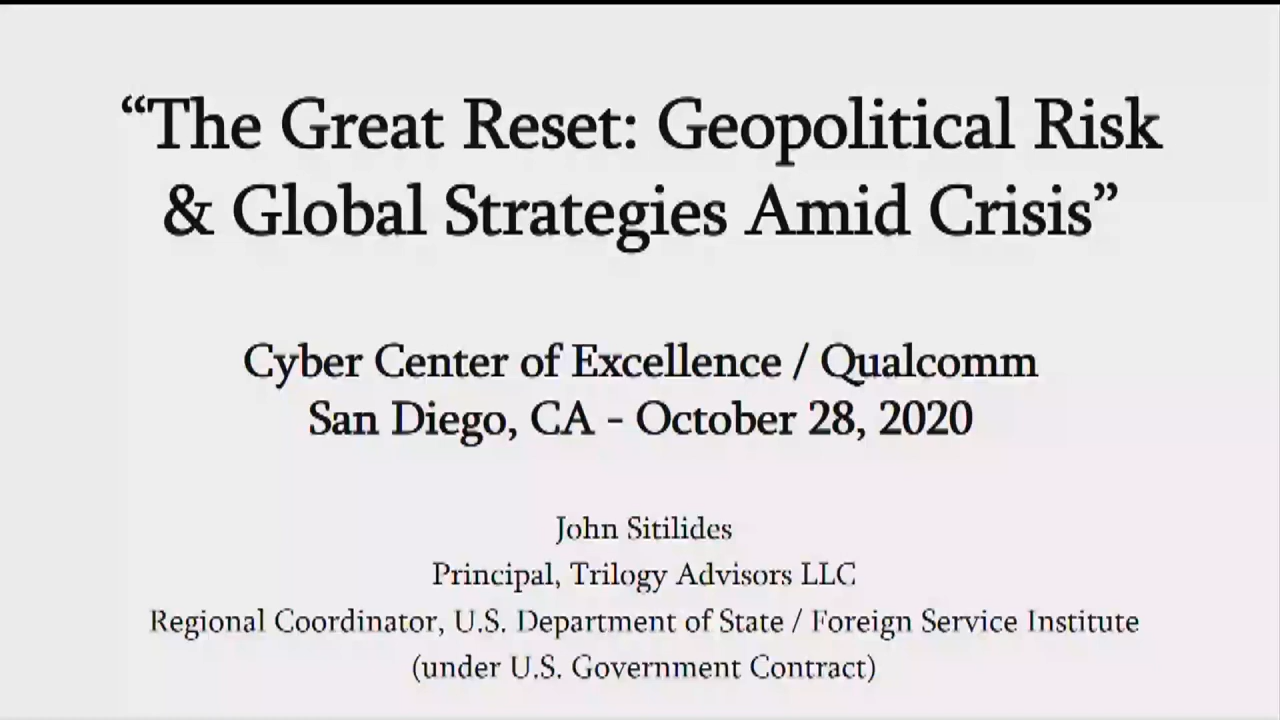 “The Great Reset: Geopolitical Risk
& Global Strategies Amid Crisis”
Cyber Center of Excellence / Qualcomm
San Diego, CA - October 28, 2020
John Sitilides
Principal, Trilogy Advisors LLC
Regional Coordinator, U.S. Department of State / Foreign Service Institute
(under U.S. Government Contract)